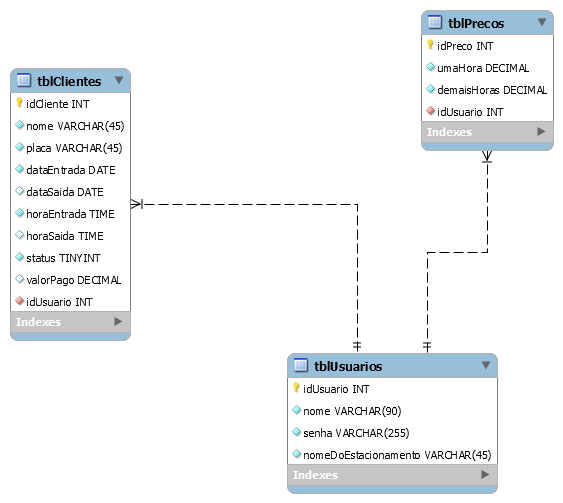 tblPrecos
idPreco INT
umaHora DECIMAL
demaisHoras DECIMAL
idUsuario INT
Indexes
tblClientes
idCliente INT
nome VARCHAR(45)
placa VARCHAR(45)
dataEntrada DATE
dataSaida DATE
horaEntrada TIME
horaSaida TIME
status TINYINT
valorPago DECIMAL
idUsuario INT
Indexes
tblUsuarios
idUsuario INT
nome VARCHAR(90)
senha VARCHAR(255)
nomeDoEstacionamento VARCHAR(45)
Indexes